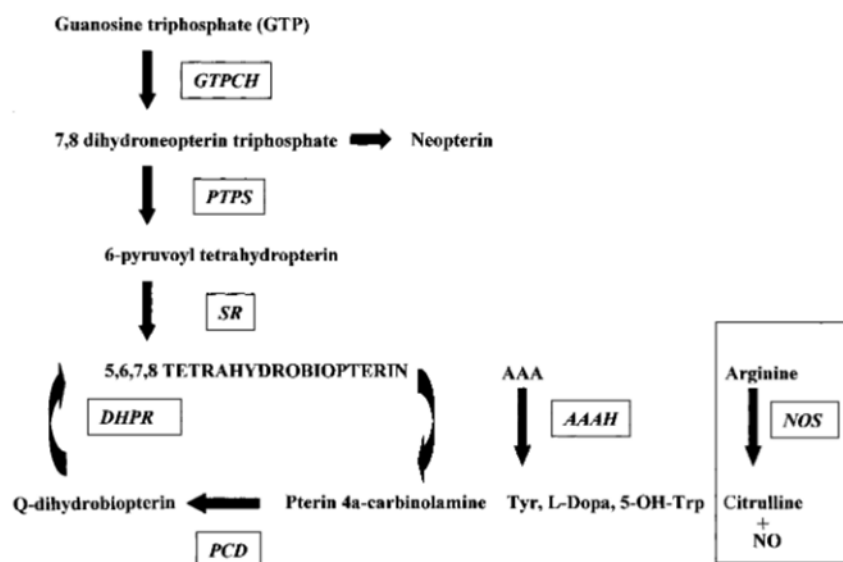 Guanosine triphosphate (GTP)
GTPCH
7,8 dihydroneopterin triphosphate Neopterin
PTPS
6-pyruvoyl tetrahydropterin
SR
5,6,7,8 TETRAHYDROBIOPTERIN AAA Arginine
DHPR AAAH NOS
Q-dihydrobiopterin Pterin 4a-carbinolamine Tyr, L-Dopa, 5-OH-Trp Citrulline
+
PCD NO